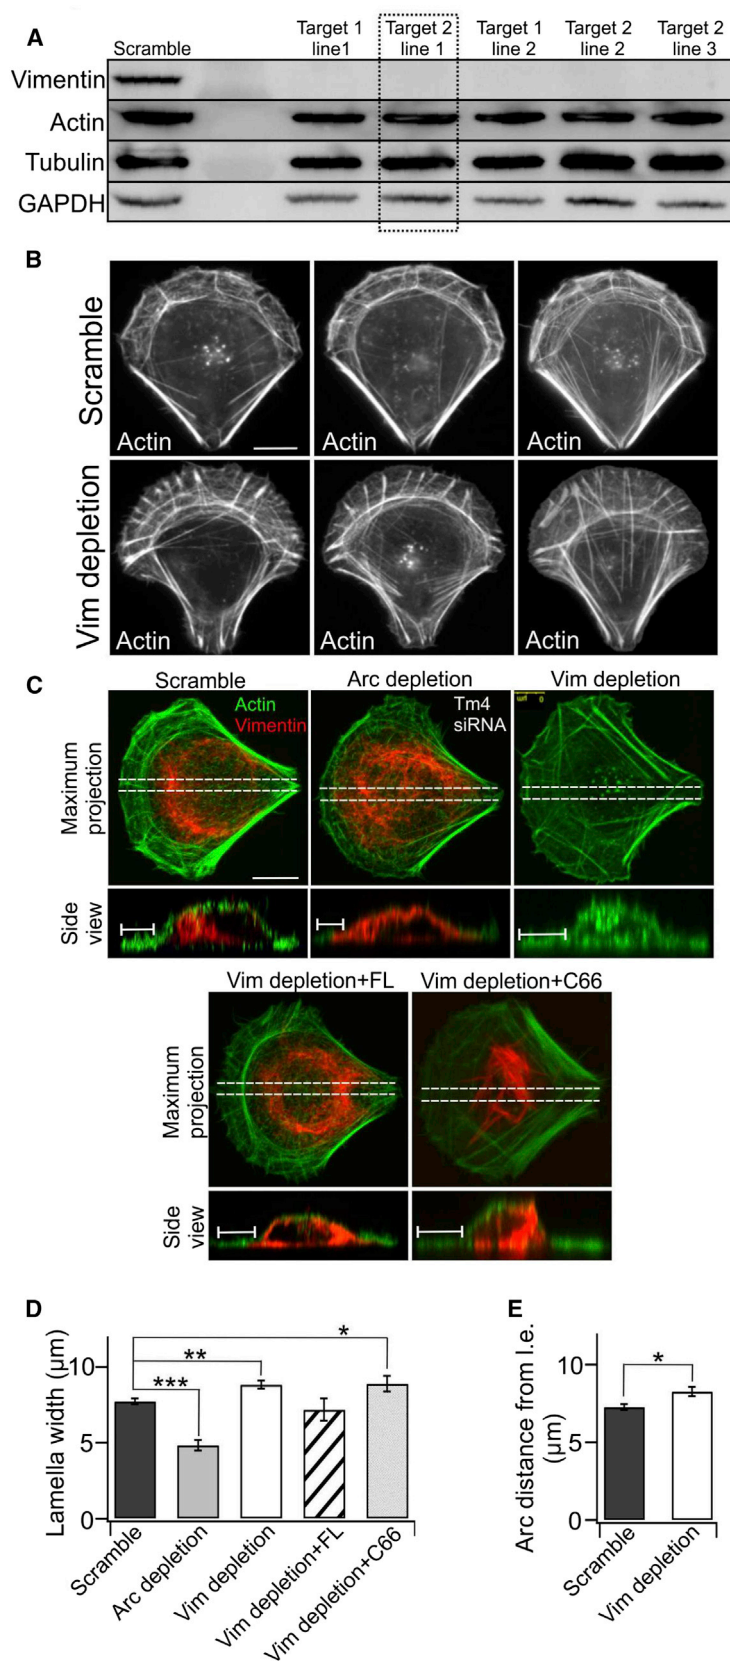 A
Scramble
Target 1
line1
Target 2
line 1
Target 1
line 2
Target 2
line 2
Target 2
line 3
Vimentin
Actin
Tubulin
GAPDH
B
Scramble
Actin
Actin
Actin
Vim depletion
Actin
Actin
Actin
C
Scramble
Arc depletion
Vim depletion
Maximum
projection
Actin
Vimentin
Tm4
siRNA
Side
view
Vim depletion+FL
Vim depletion+C66
Maximum
projection
Side
view
D
Lamella width (µm)
10
5
0
*
**
***
Scramble
Arc depletion
Vim depletion
Vim depletion+FL
Vim depletion+C66
E
Arc distance from l.e.
(µm)
10
5
0
*
Scramble
Vim depletion